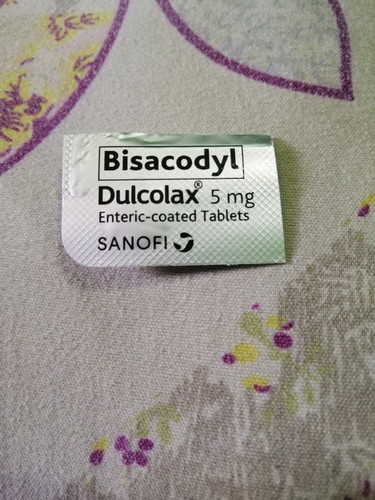 Bisacodyl
Dulcolax® 5 mg
Enteric-coated Tablets
SANOFI